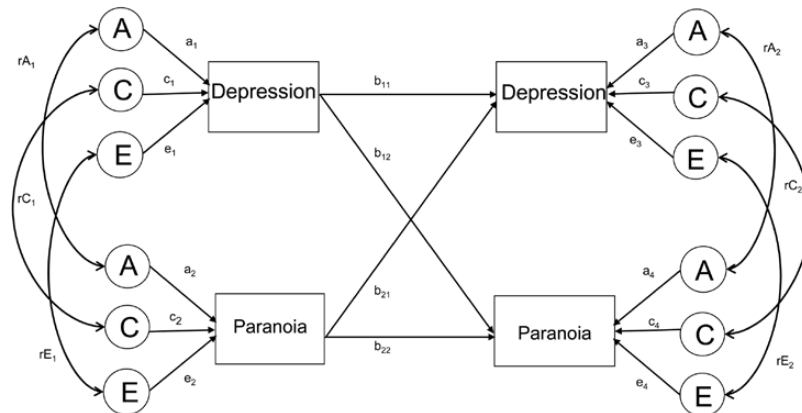 A
a₁
rA₁
C
c₁
Depression
E
e₁
b₁₁
b₁₂
Depression
a₃
A
rA₂
c₃
C
e₃
E
rC₁
rC₂
A
a₂
C
c₂
Paranoia
rE₁
E
e₂
b₂₁
b₂₂
Paranoia
a₄
A
c₄
C
rE₂
e₄
E